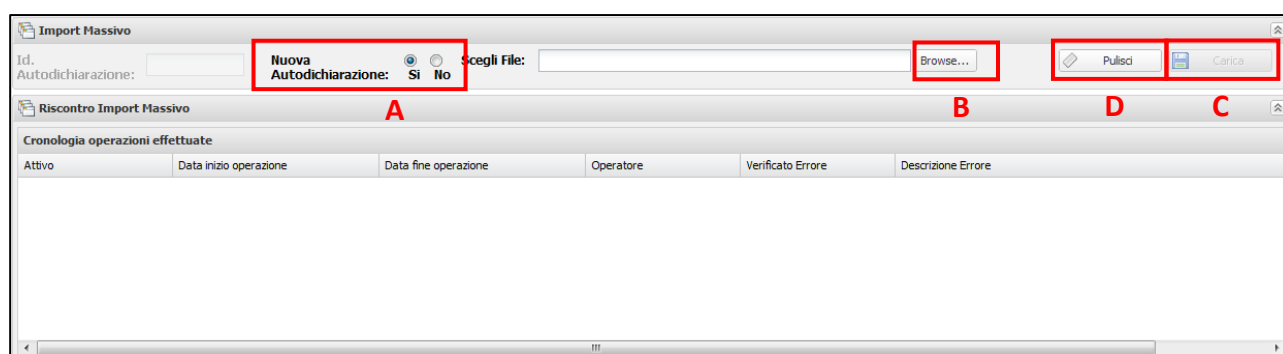 Import Massivo
Id. Autodichiarazione:
Nuova Autodichiarazione:
Si No
Scegli File:
Browse...
Pulisci
Carica
A
B
D
C
Riscontro Import Massivo
Cronologia operazioni effettuate
Attivo Data inizio operazione Data fine operazione Operatore Verificato Errore Descrizione Errore